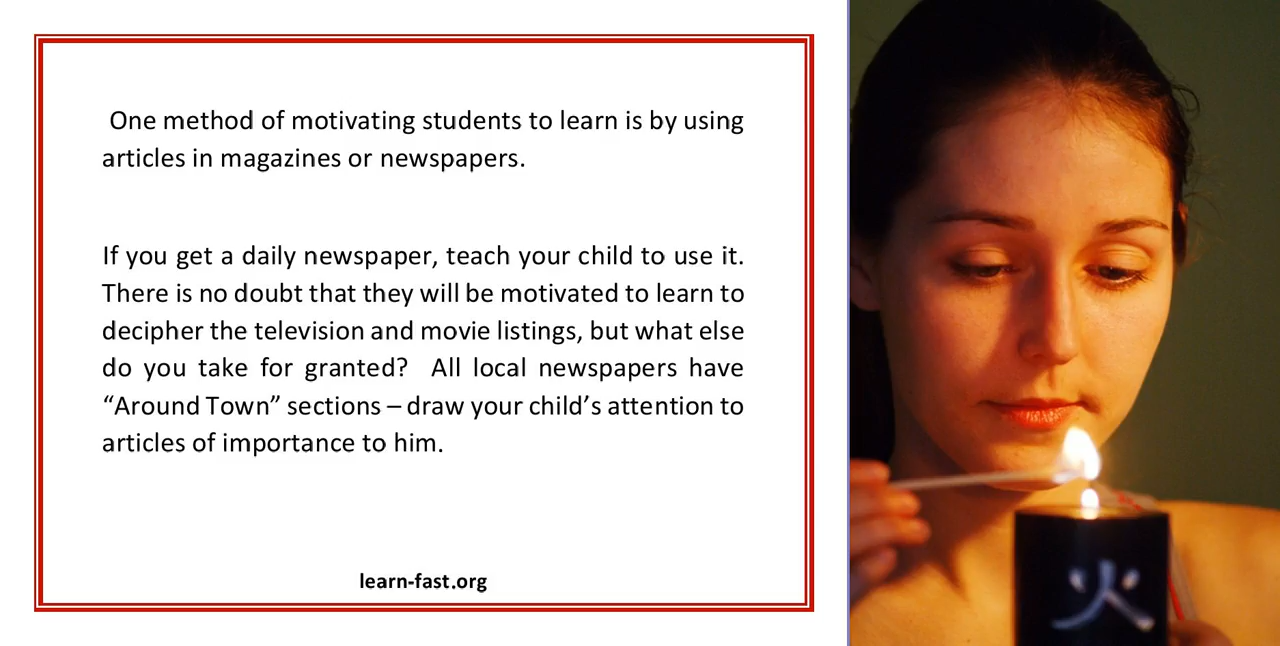 One method of motivating students to learn is by using
articles in magazines or newspapers.
If you get a daily newspaper, teach your child to use it.
There is no doubt that they will be motivated to learn to
decipher the television and movie listings, but what else
do you take for granted?  All local newspapers have
“Around Town” sections – draw your child’s attention to
articles of importance to him.
learn-fast.org
火